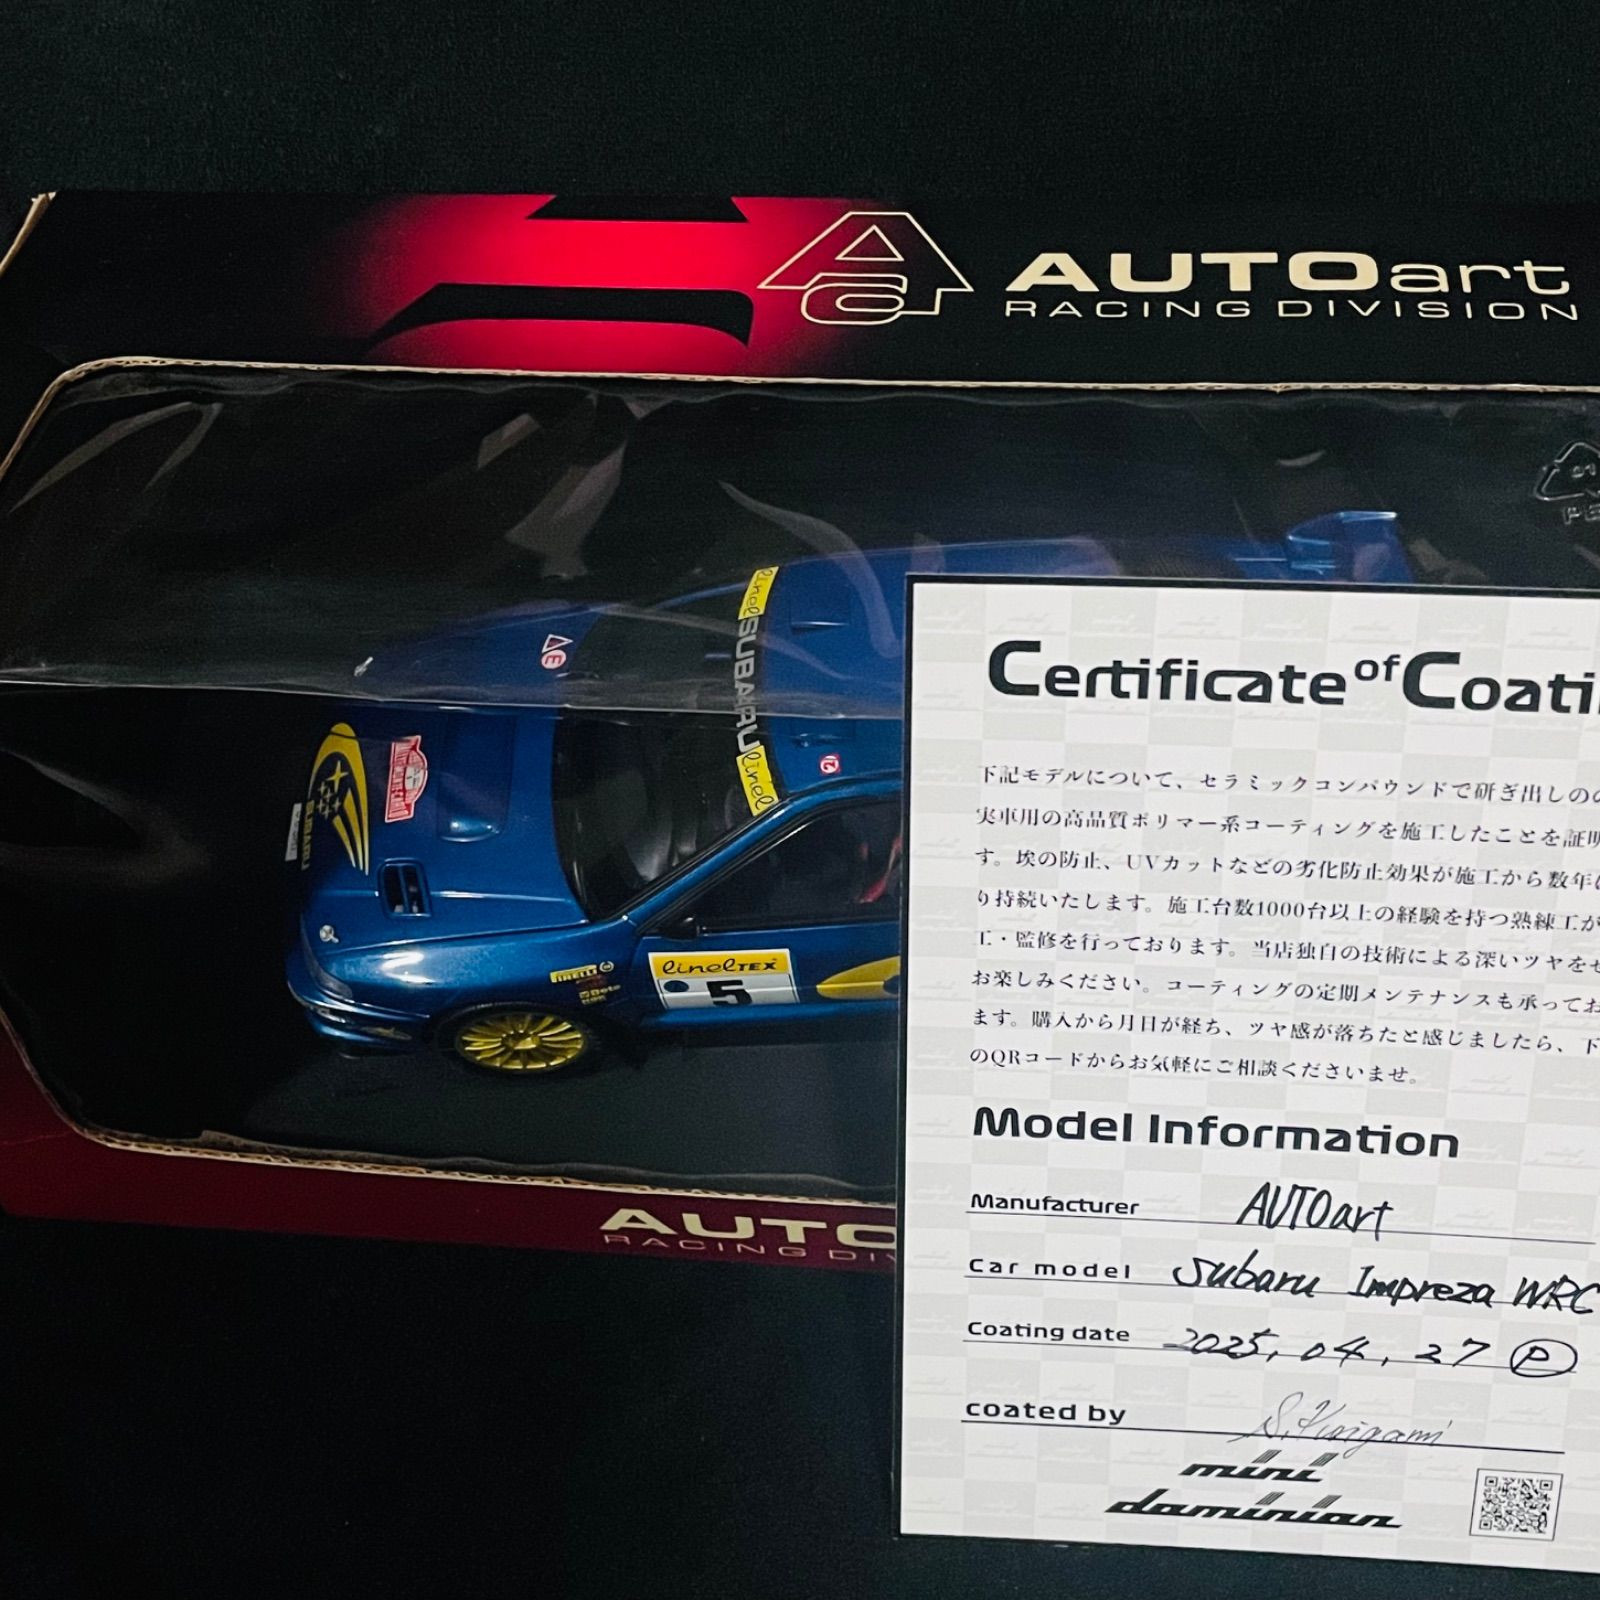 AUTOart
RACING DIVISION
linel SUBARU linel
E
SUBARU
PIRELLI
linelTEX
5
AUTO
RACING DIV
Certificate of Coati
下記モデルについて、セラミックコンパウンドで研ぎ出しのの
実車用の高品質ポリマー系コーティングを施工したことを証明
す。埃の防止、UVカットなどの劣化防止効果が施工から数年に
り持続いたします。施工台数1000台以上の経験を持つ熟練工が
工・監修を行っております。当店独自の技術による深いツヤをぜ
お楽しみください。コーティングの定期メンテナンスも承ってお
ます。購入から月日が経ち、ツヤ感が落ちたと感じましたら、下
のQRコードからお気軽にご相談くださいませ。
Model Information
Manufacturer AUTOart
Car model Subaru Impreza WRC
Coating date 2025, 04, 27 P
coated by
mini
dominion